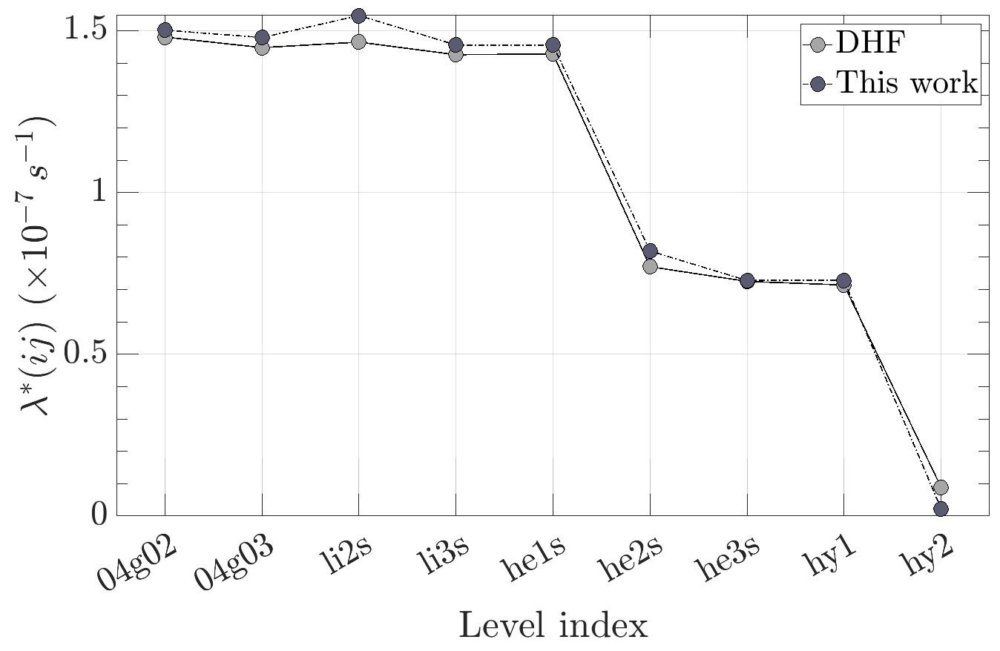 1.5
1
0.5
0
λ*(ij) (×10⁻⁷ s⁻¹)
DHF
This work
04g02 04g03 li2s li3s he1s he2s he3s hy1 hy2
Level index